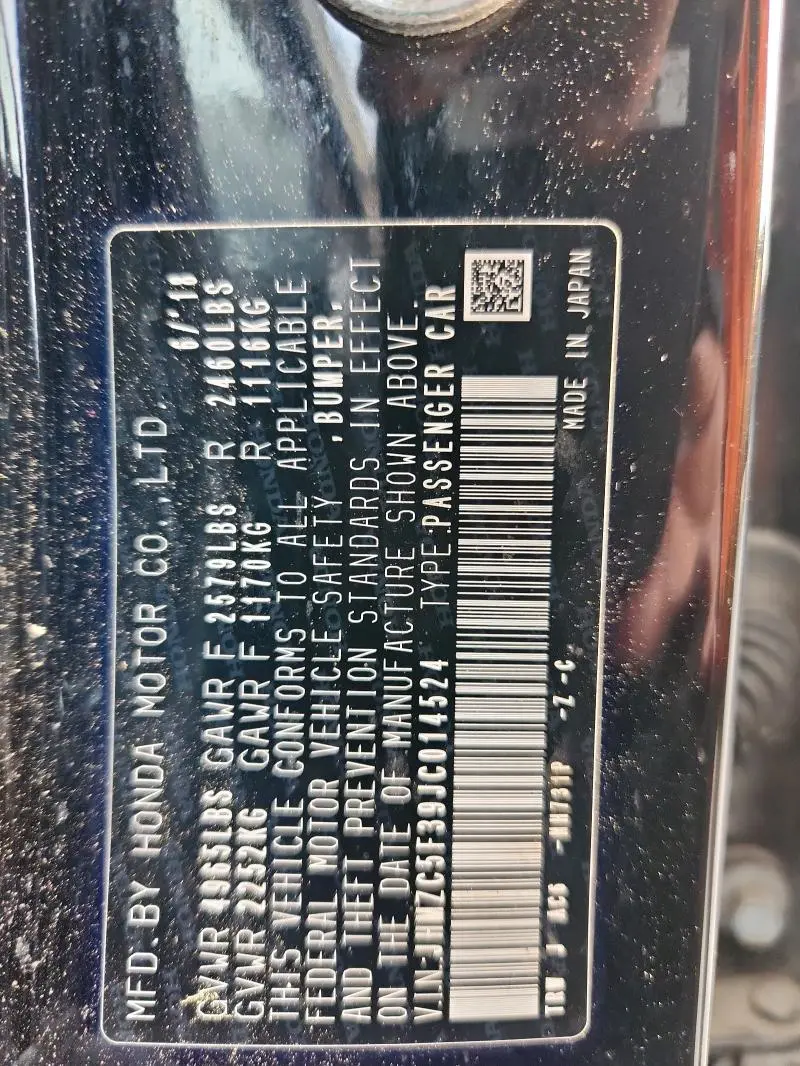 MFD. BY HONDA MOTOR CO., LTD. 6/'18
GVWR 4965LBS GAWR F 2579LBS R 2460LBS
GVWR 2252KG GAWR F 1170KG R 1116KG
THIS VEHICLE CONFORMS TO ALL APPLICABLE
FEDERAL MOTOR VEHICLE SAFETY ,BUMPER,
AND THEFT PREVENTION STANDARDS IN EFFECT
ON THE DATE OF MANUFACTURE SHOWN ABOVE.
VIN:JHMZC5F39JC014524 TYPE:PASSENGER CAR
-Z -C
MADE IN JAPAN